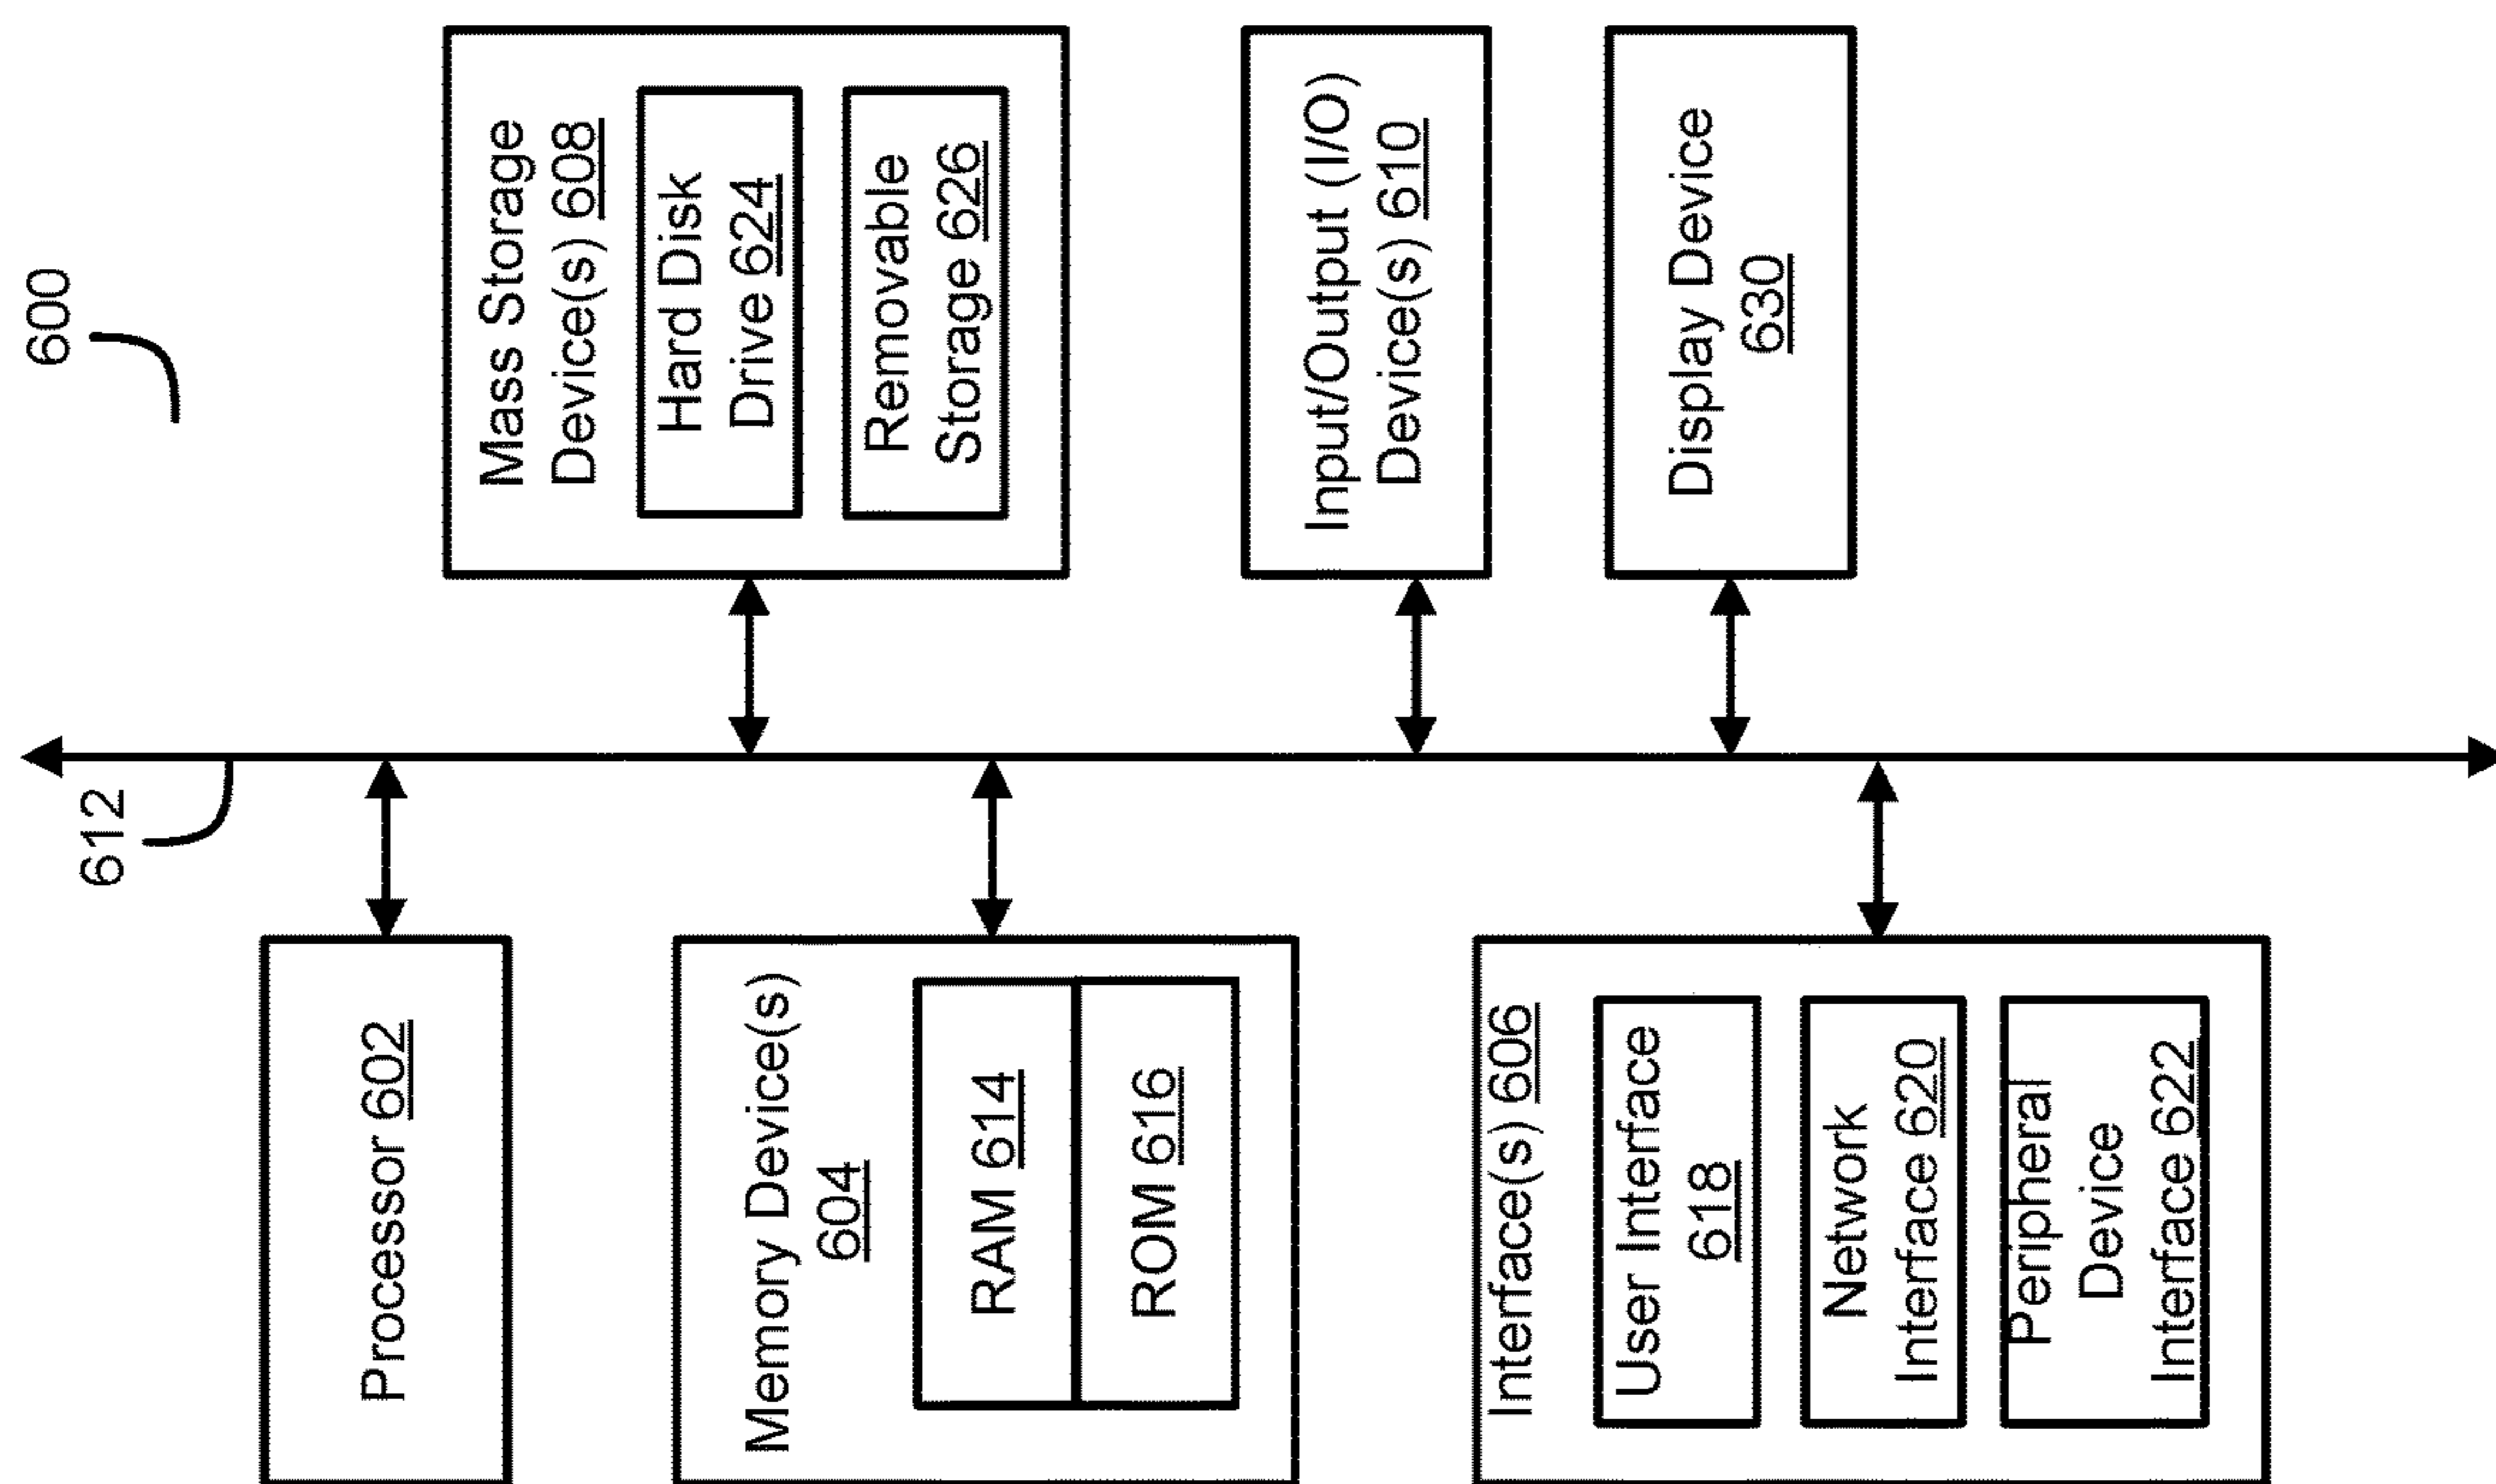 600
612
Processor 602
Memory Device(s)
604
RAM 614
ROM 616
Interface(s) 606
User Interface
618
Network
Interface 620
Peripheral
Device
Interface 622
Mass Storage
Device(s) 608
Hard Disk
Drive 624
Removable
Storage 626
Input/Output (I/O)
Device(s) 610
Display Device
630